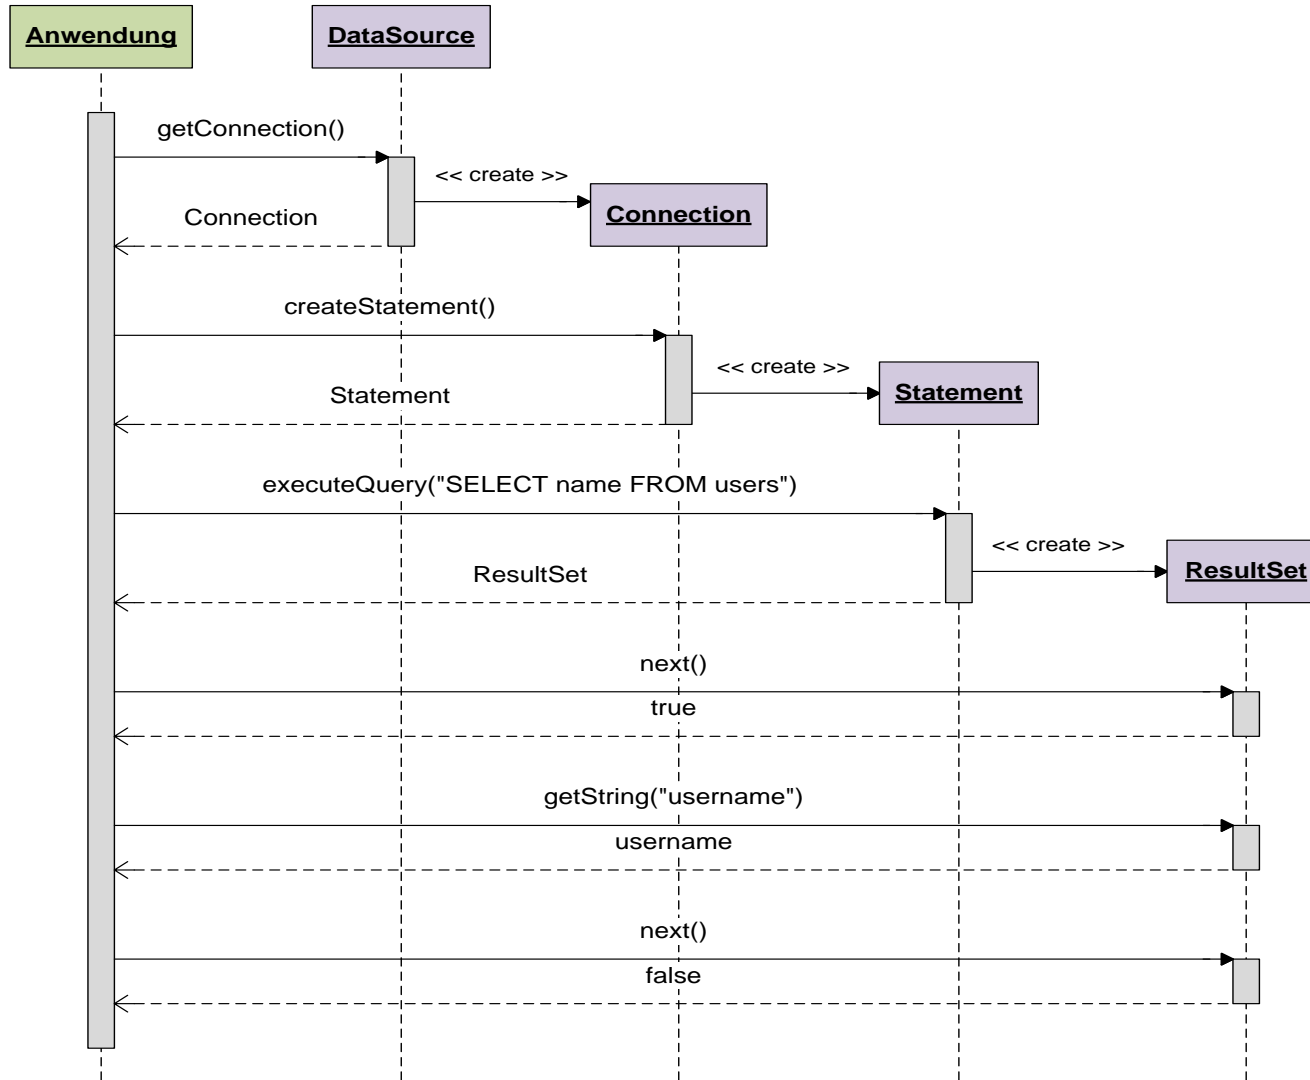 Anwendung
DataSource
getConnection()
<< create >>
Connection
Connection
createStatement()
<< create >>
Statement
Statement
executeQuery("SELECT name FROM users")
<< create >>
ResultSet
ResultSet
next()
true
getString("username")
username
next()
false